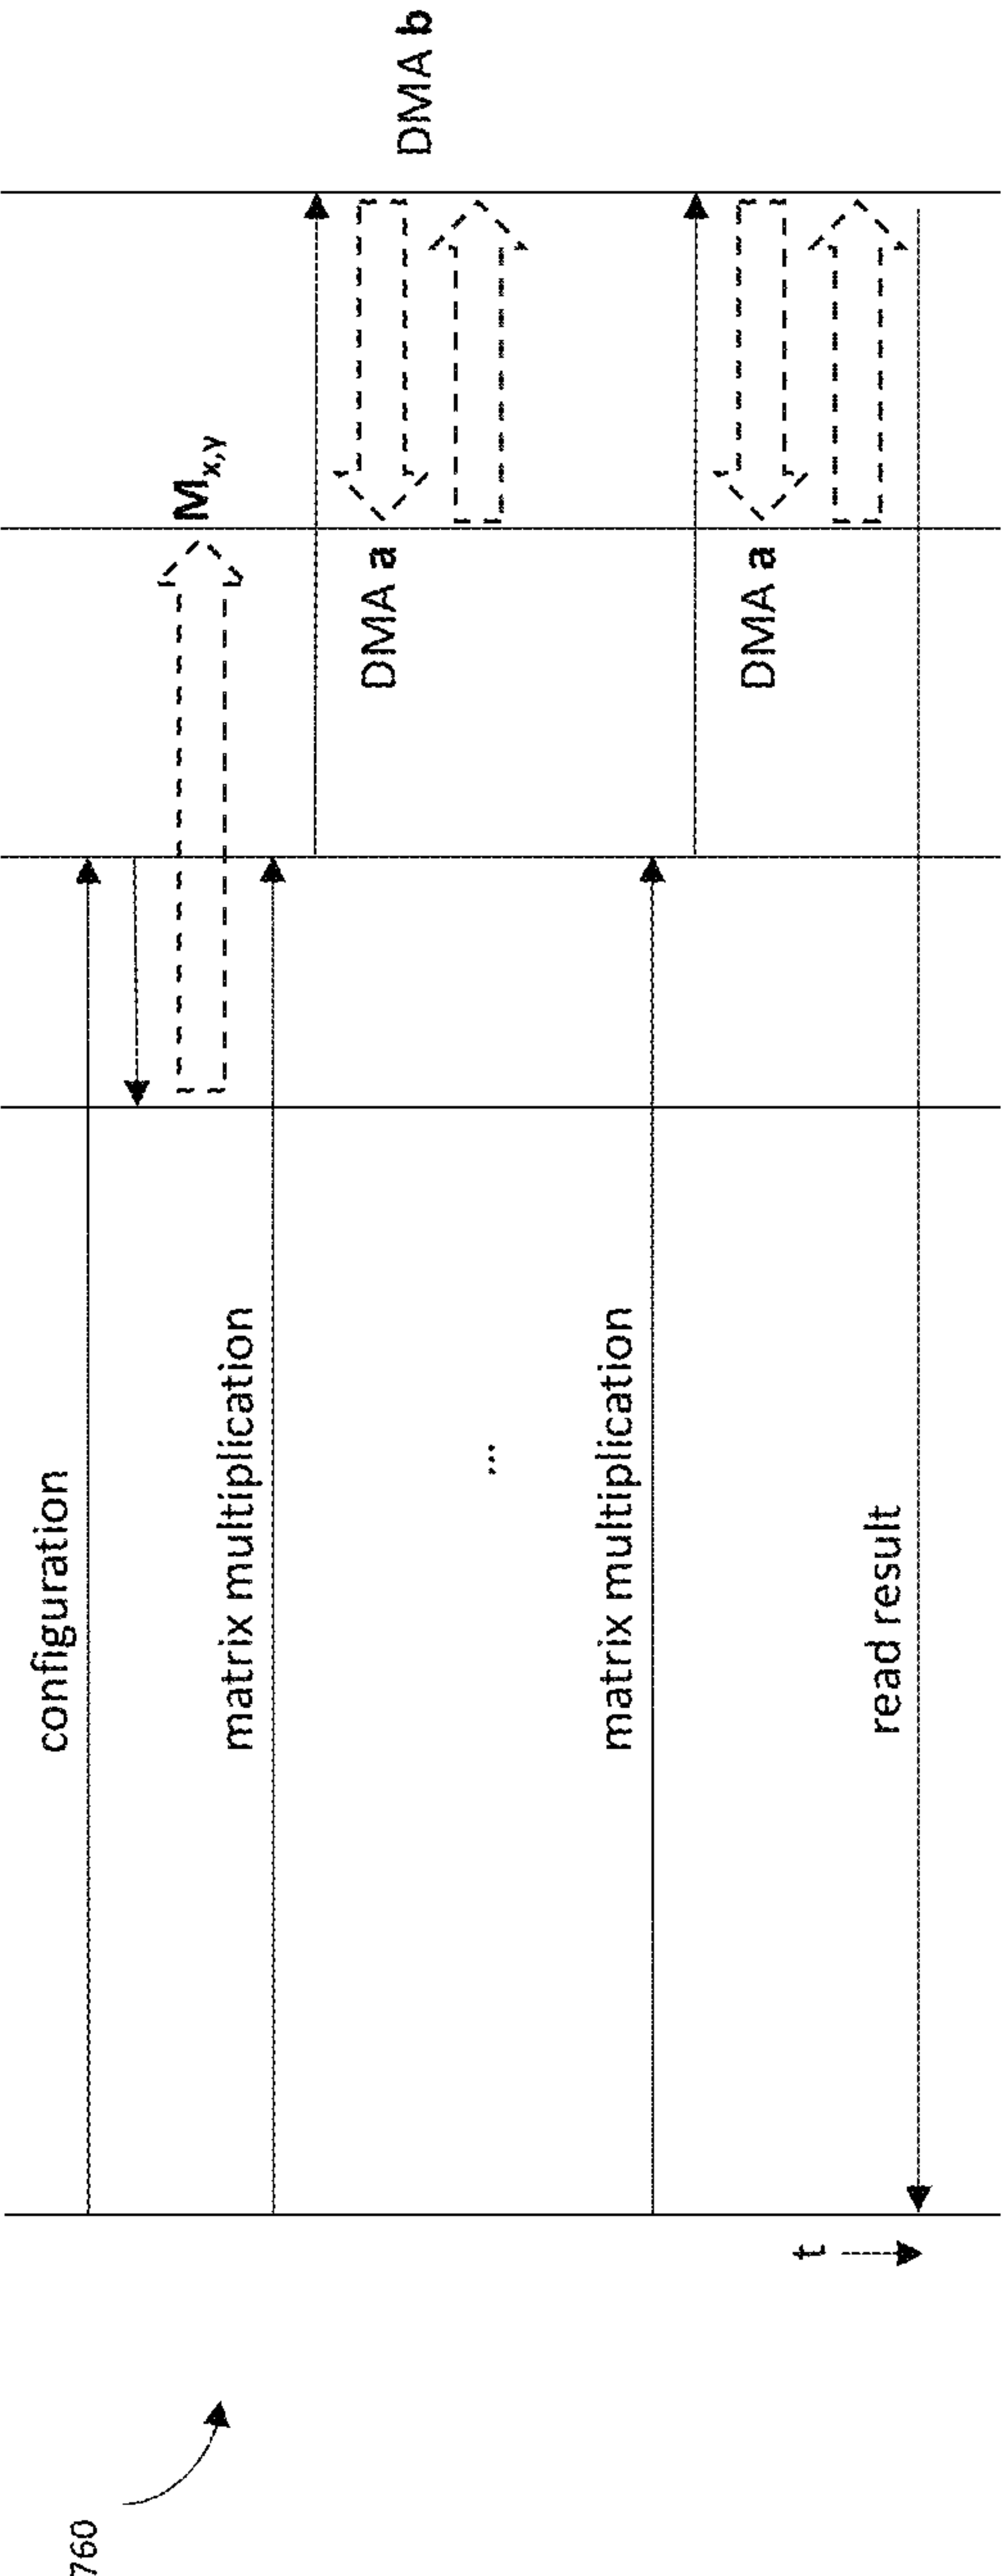 760
configuration
Mx,y
matrix multiplication
DMA a
DMA b
...
matrix multiplication
DMA a
t
read result